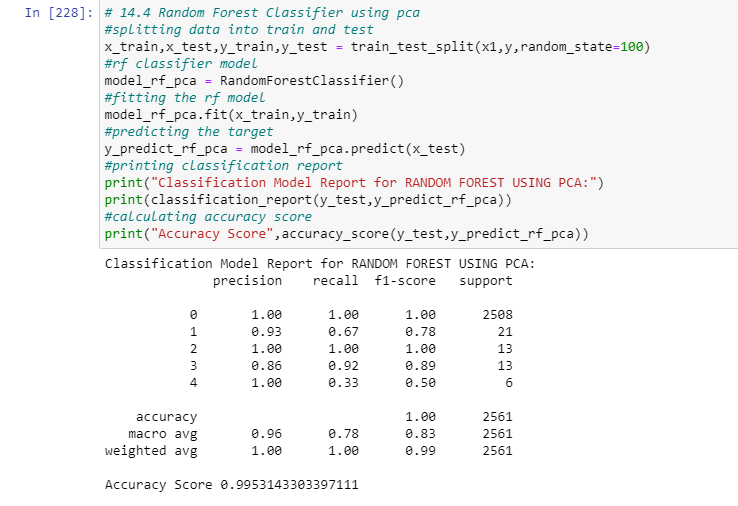 In [228]: # 14.4 Random Forest Classifier using pca
#splitting data into train and test
x_train,x_test,y_train,y_test = train_test_split(x1,y,random_state=100)
#rf classifier model
model_rf_pca = RandomForestClassifier()
#fitting the rf model
model_rf_pca.fit(x_train,y_train)
#predicting the target
y_predict_rf_pca = model_rf_pca.predict(x_test)
#printing classification report
print("Classification Model Report for RANDOM FOREST USING PCA:")
print(classification_report(y_test,y_predict_rf_pca))
#calculating accuracy score
print("Accuracy Score",accuracy_score(y_test,y_predict_rf_pca))
Classification Model Report for RANDOM FOREST USING PCA:
precision recall f1-score support
0 1.00 1.00 1.00 2508
1 0.93 0.67 0.78 21
2 1.00 1.00 1.00 13
3 0.86 0.92 0.89 13
4 1.00 0.33 0.50 6
accuracy 1.00 2561
macro avg 0.96 0.78 0.83 2561
weighted avg 1.00 1.00 0.99 2561
Accuracy Score 0.9953143303397111